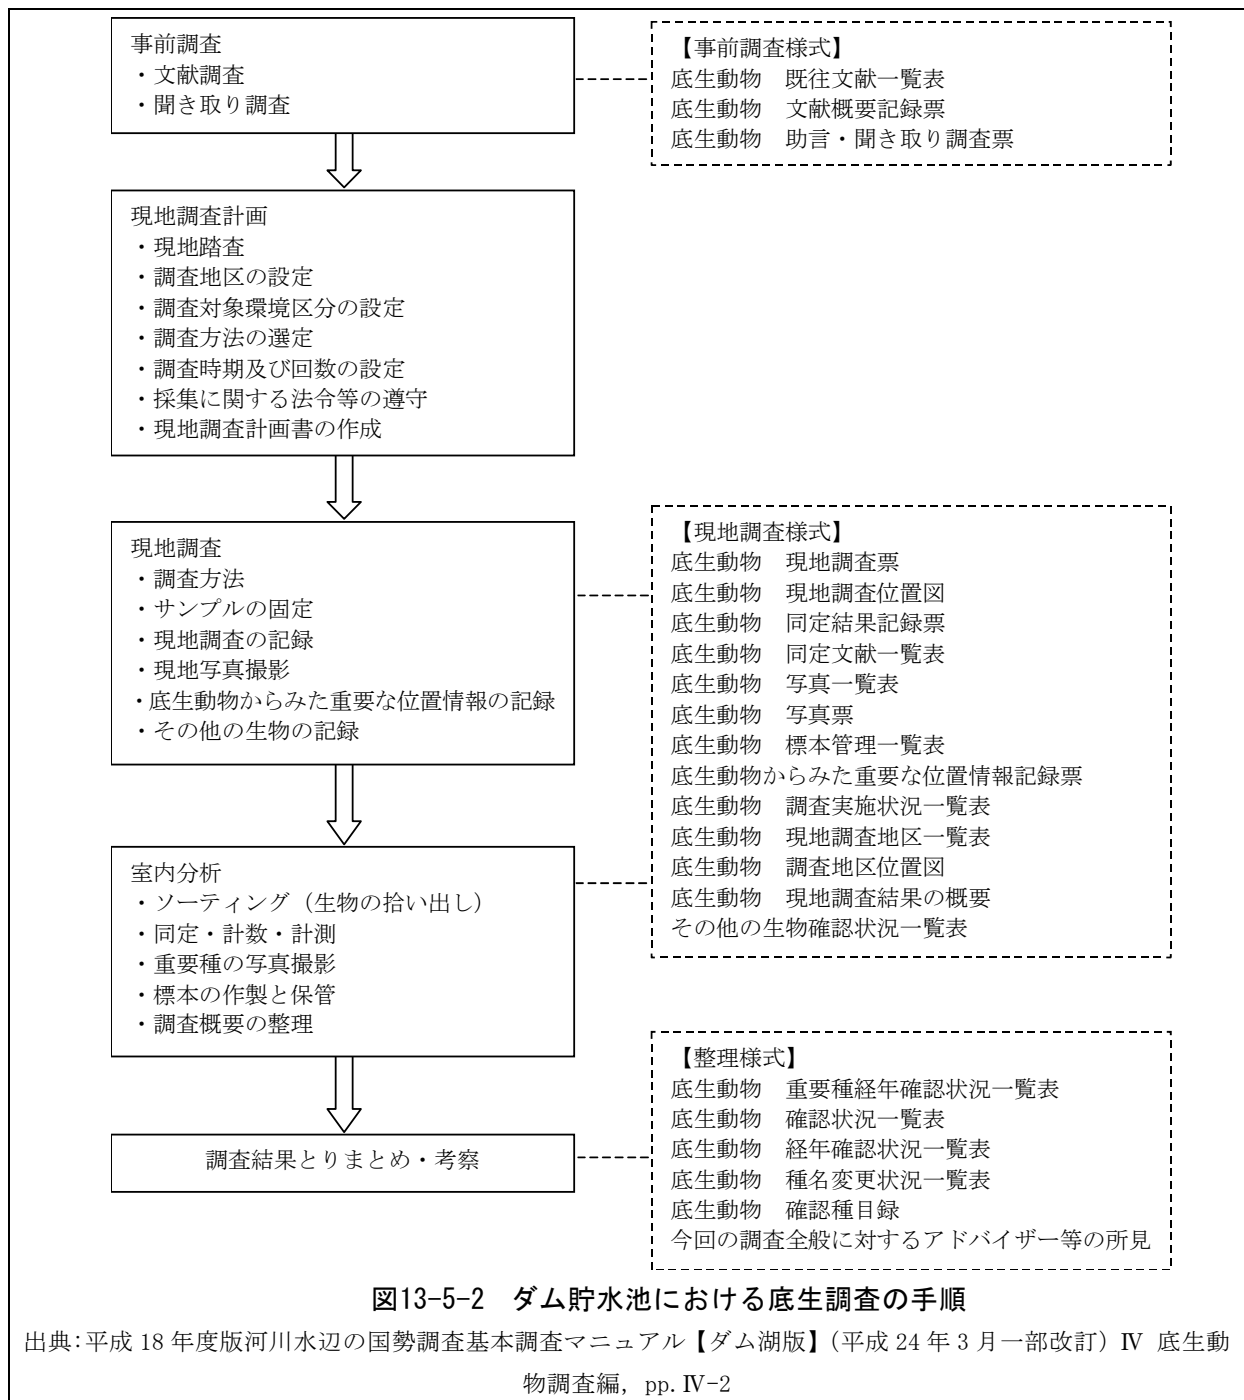 事前調査
・文献調査
・聞き取り調査
【事前調査様式】
底生動物　既往文献一覧表
底生動物　文献概要記録票
底生動物　助言・聞き取り調査票
現地調査計画
・現地踏査
・調査地区の設定
・調査対象環境区分の設定
・調査方法の選定
・調査時期及び回数の設定
・採集に関する法令等の遵守
・現地調査計画書の作成
現地調査
・調査方法
・サンプルの固定
・現地調査の記録
・現地写真撮影
・底生動物からみた重要な位置情報の記録
・その他の生物の記録
【現地調査様式】
底生動物　現地調査票
底生動物　現地調査位置図
底生動物　同定結果記録票
底生動物　同定文献一覧表
底生動物　写真一覧表
底生動物　写真票
底生動物　標本管理一覧表
底生動物からみた重要な位置情報記録票
底生動物　調査実施状況一覧表
底生動物　現地調査地区一覧表
底生動物　調査地区位置図
底生動物　現地調査結果の概要
その他の生物確認状況一覧表
室内分析
・ソーティング（生物の拾い出し）
・同定・計数・計測
・重要種の写真撮影
・標本の作製と保管
・調査概要の整理
【整理様式】
底生動物　重要種経年確認状況一覧表
底生動物　確認状況一覧表
底生動物　経年確認状況一覧表
底生動物　種名変更状況一覧表
底生動物　確認種目録
今回の調査全般に対するアドバイザー等の所見
調査結果とりまとめ・考察
図13-5-2　ダム貯水池における底生調査の手順
出典:平成 18 年度版河川水辺の国勢調査基本調査マニュアル【ダム湖版】(平成 24 年 3 月一部改訂) Ⅳ 底生動
物調査編，pp.Ⅳ-2